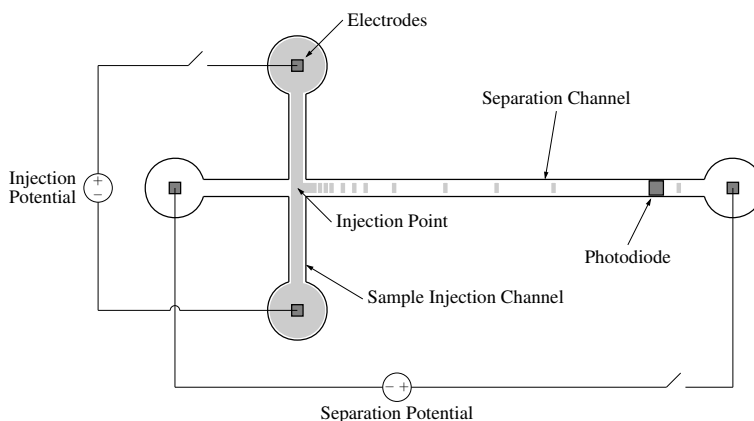 Electrodes
Separation Channel
Injection
Potential
+
−
Injection Point
Photodiode
Sample Injection Channel
− +
Separation Potential